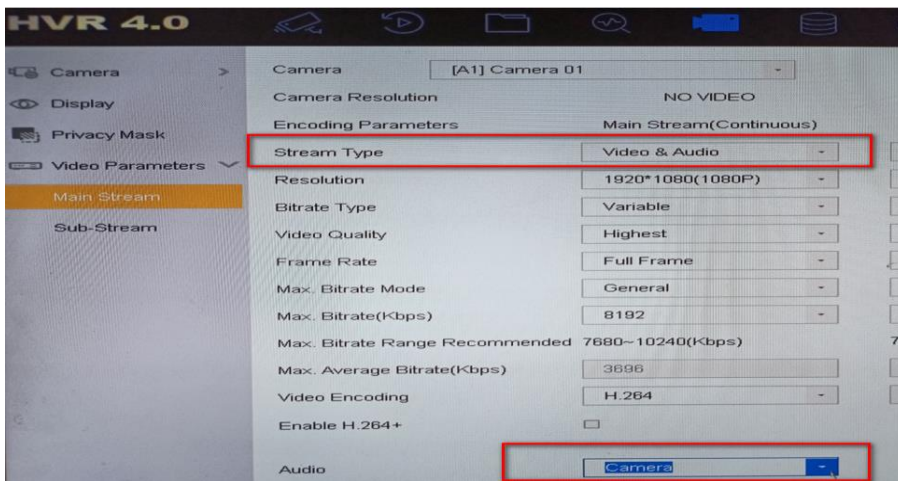 HVR 4.0
Camera >
Display
Privacy Mask
Video Parameters
Main Stream
Sub-Stream
Camera [A1] Camera 01
Camera Resolution NO VIDEO
Encoding Parameters Main Stream(Continuous)
Stream Type Video & Audio
Resolution 1920*1080(1080P)
Bitrate Type Variable
Video Quality Highest
Frame Rate Full Frame
Max. Bitrate Mode General
Max. Bitrate(Kbps) 8192
Max. Bitrate Range Recommended 7680~10240(Kbps) 7
Max. Average Bitrate(Kbps) 3696
Video Encoding H.264
Enable H.264+
Audio Camera